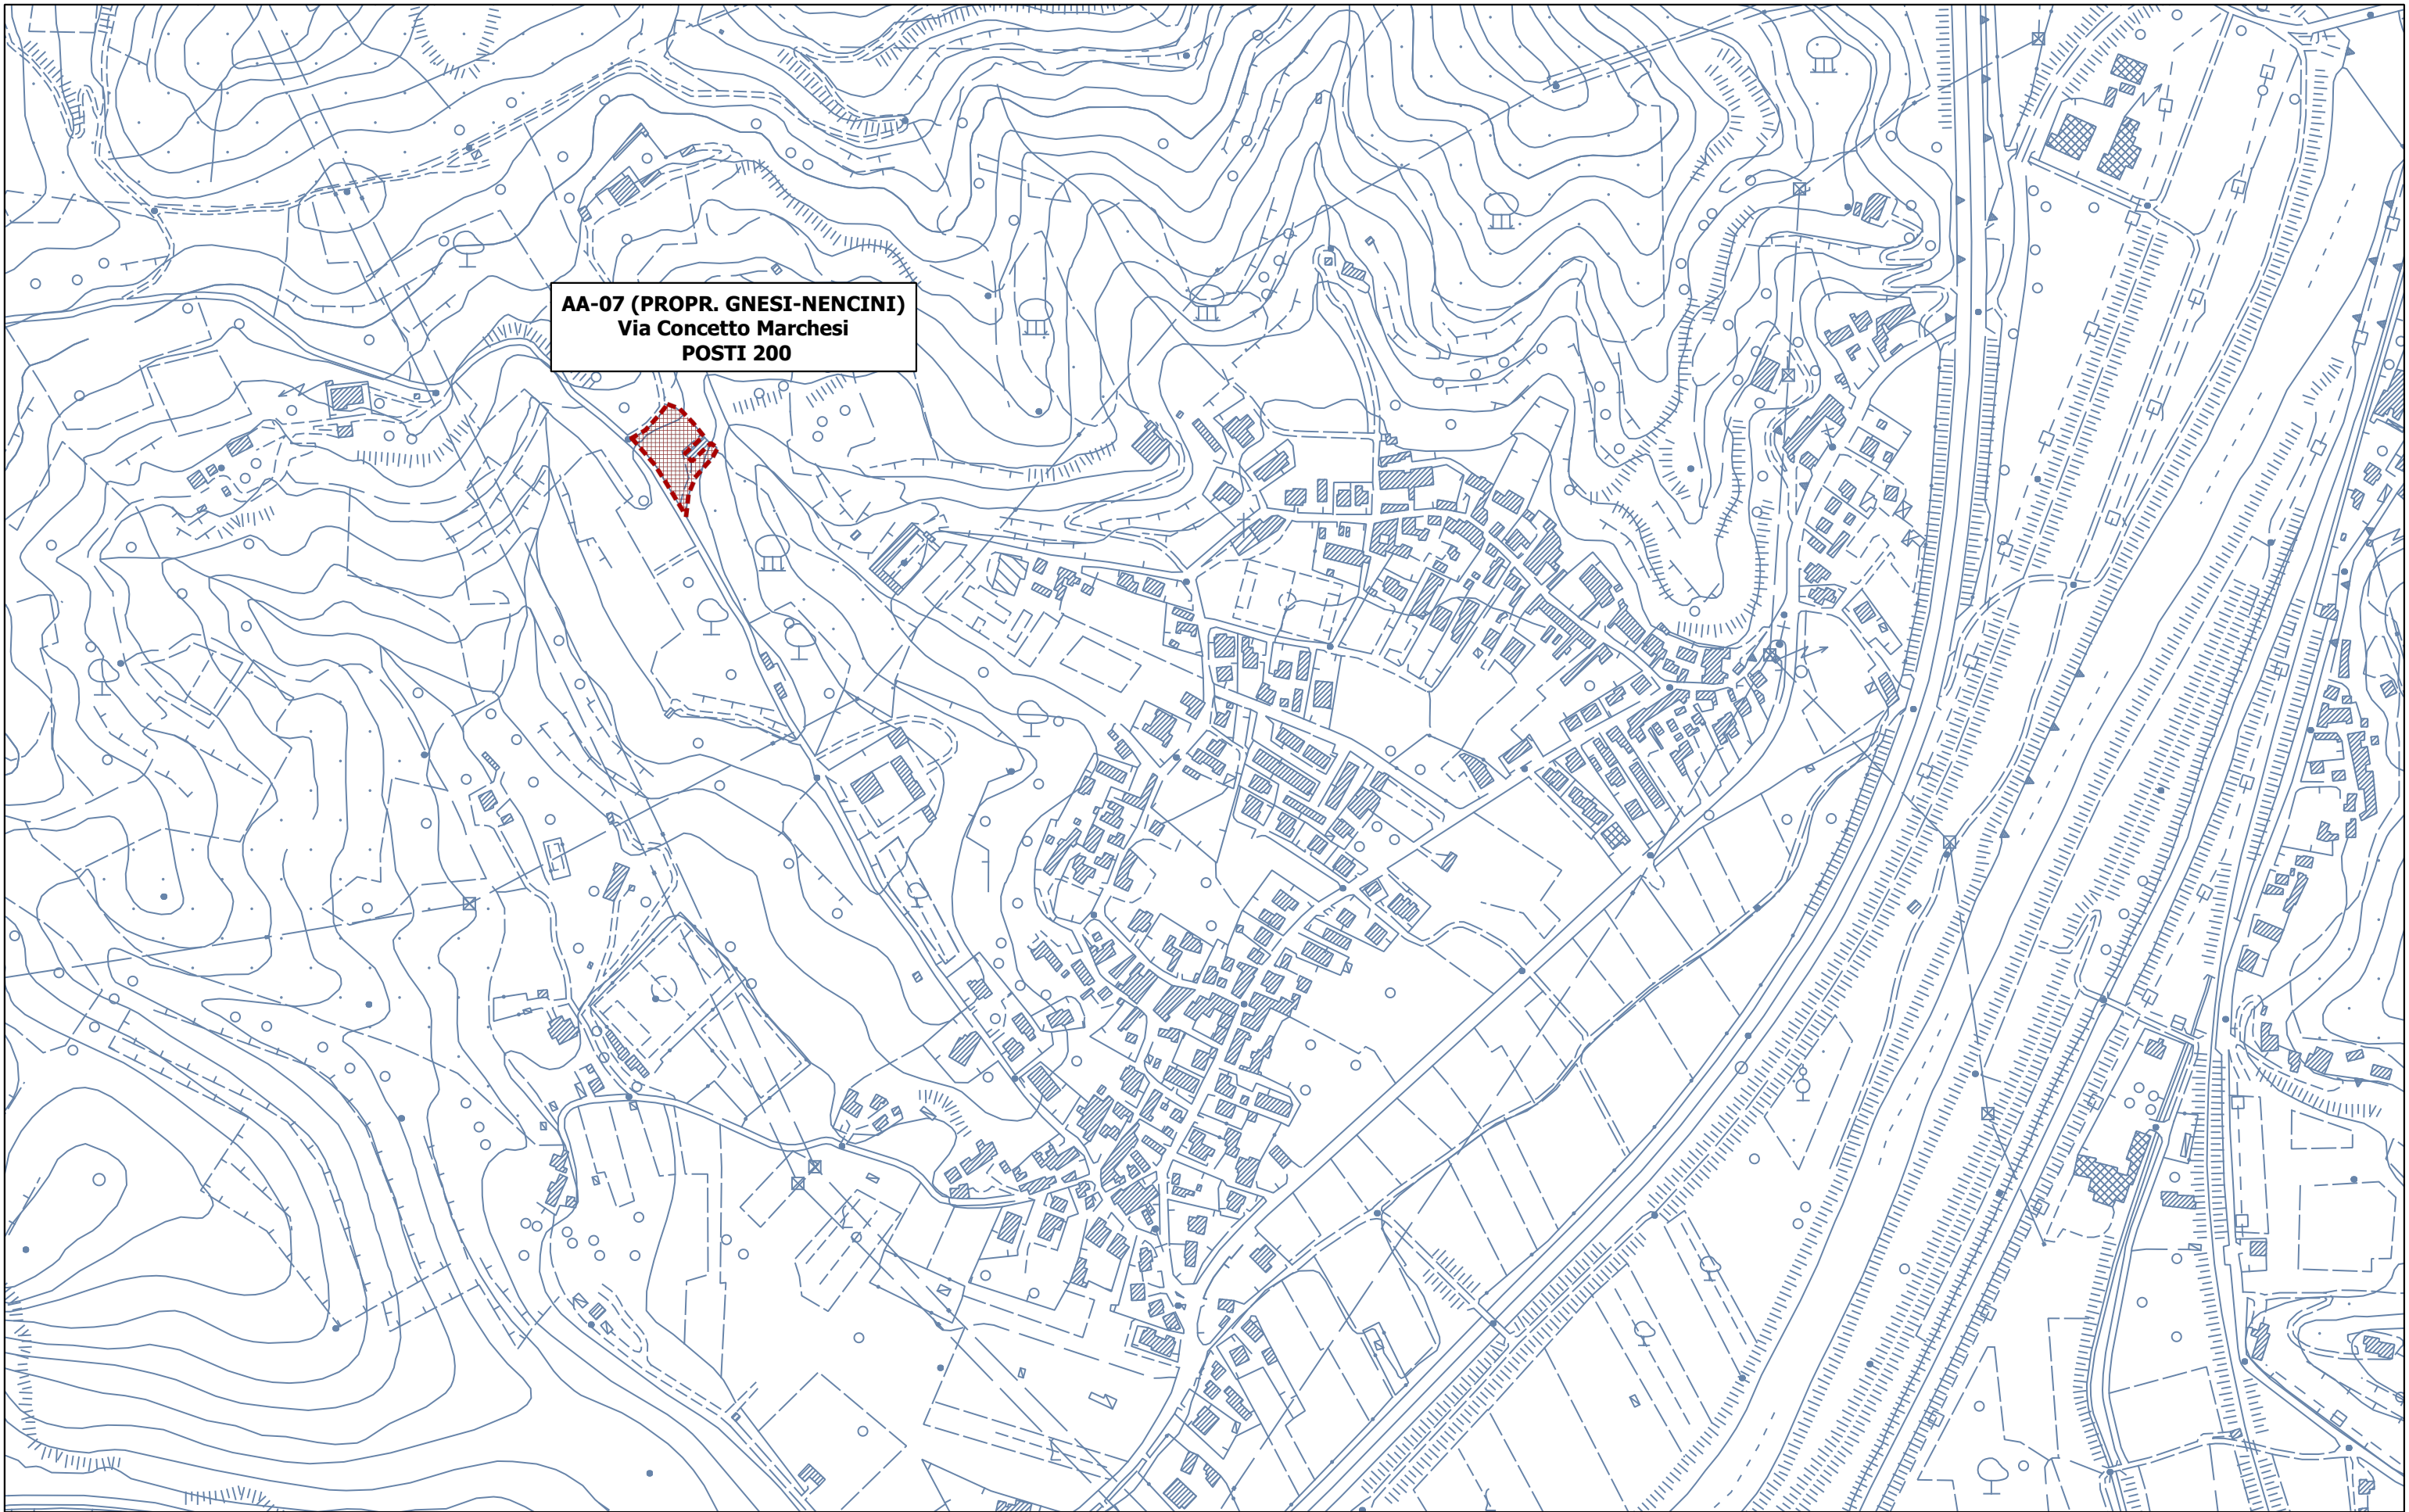 AA-07 (PROPR. GNESI-NENCINI)
Via Concetto Marchesi
POSTI 200